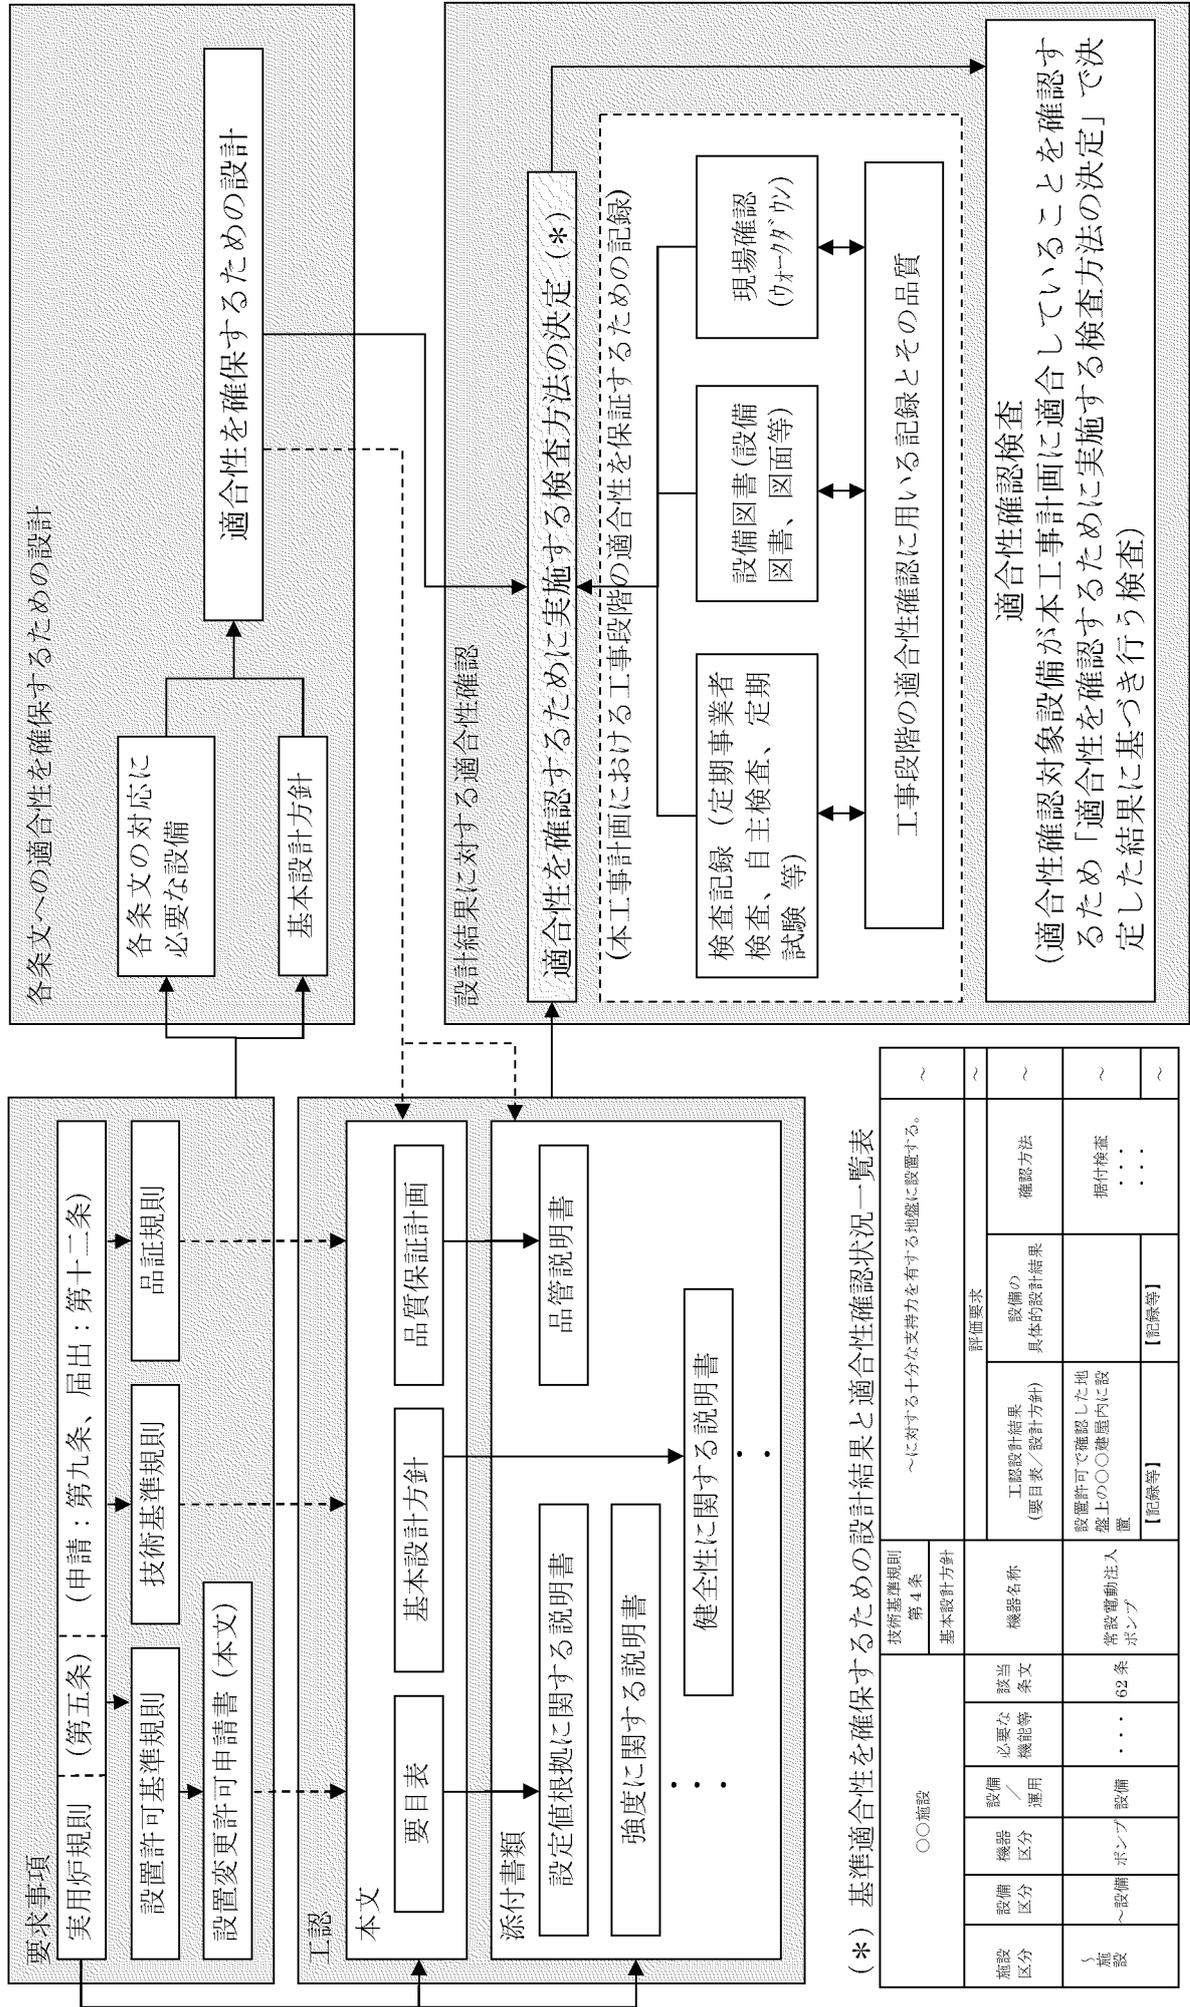 要求事項
実用炉規則
(第五条)
(申請:第九条、届出:第十二条)
設置許可基準規則
技術基準規則
品証規則
設置変更許可申請書(本文)
各条文への適合性を確保するための設計
各条文の対応に
必要な設備
基本設計方針
適合性を確保するための設計
工認
本文
要目表
基本設計方針
品質保証計画
添付書類
設定値根拠に関する説明書
品管説明書
強度に関する説明書
健全性に関する説明書
・・・・
・・
設計結果に対する適合性確認
適合性を確認するために実施する検査方法の決定(*)
(本工事計画における工事段階の適合性を保証するための記録)
検査記録(定期事業者
検査、自主検査、定期
試験 等)
設備図書(設備
図書、図面等)
現場確認
(ウォークダウン)
工事段階の適合性確認に用いる記録とその品質
適合性確認検査
(適合性確認対象設備が本工事計画に適合していることを確認す
るため「適合性を確認するために実施する検査方法の決定」で決
定した結果に基づき行う検査)
(*) 基準適合性を確保するための設計結果と適合性確認状況一覧表
○○施設
技術基準規則
第4条
~に対する十分な支持力を有する地盤に設置する。
~
基本設計方針
評価要求
~
施設
区分
設備
区分
機器
区分
設備
/
運用
必要な
機能等
該当
条文
機器名称
工認設計結果
(要目表/設計方針)
設備の
具体的設計結果
確認方法
~
~
施
設
~設備
ポンプ
設備
・・・
62条
常設電動注入
ポンプ
設置許可で確認した地
盤上の○○建屋内に設
置
据付検査
・・・
・・・
~
【記録等】
【記録等】
~